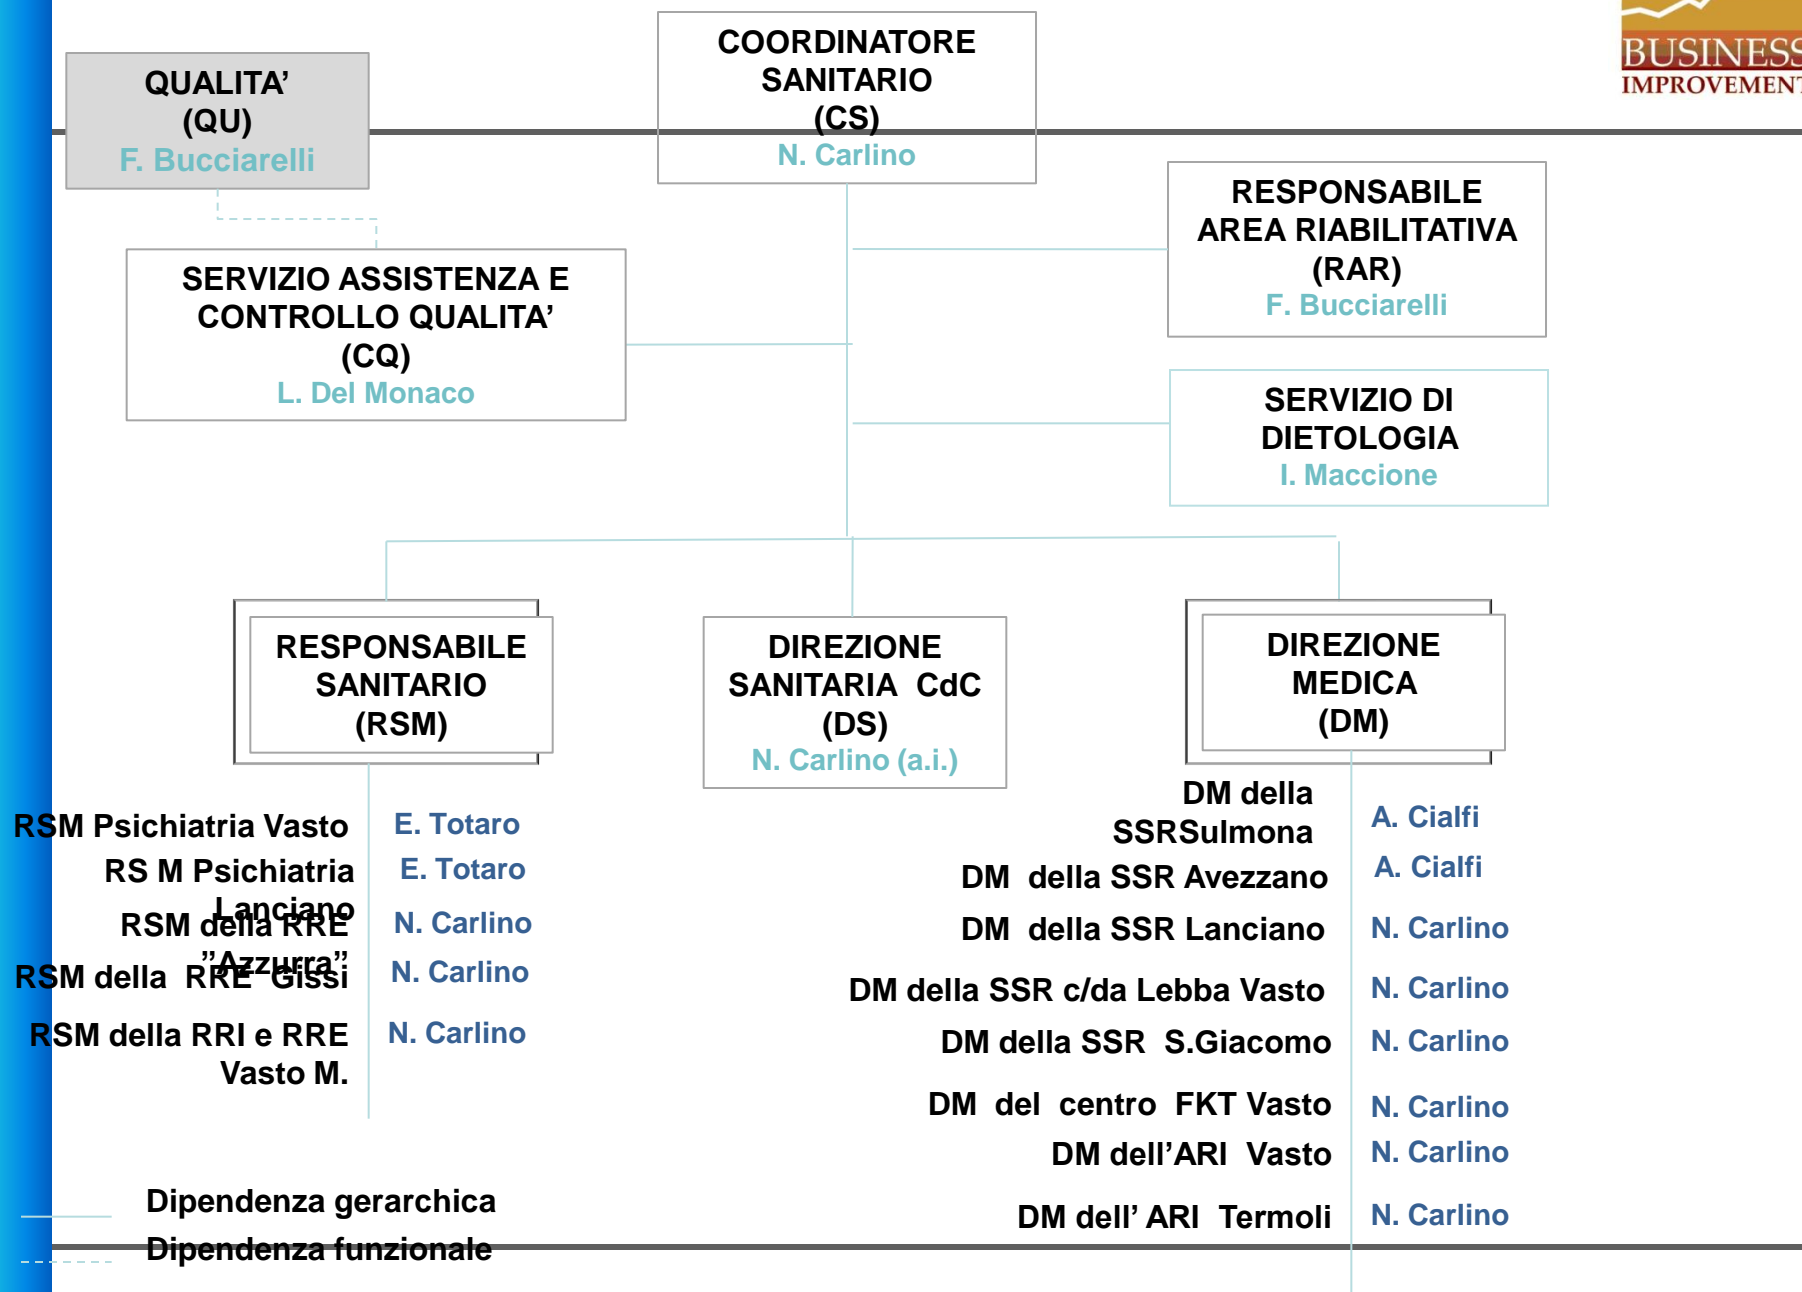 BUSINESS
IMPROVEMENT
COORDINATORE
SANITARIO
(CS)
N. Carlino
QUALITA’
(QU)
F. Bucciarelli
RESPONSABILE
AREA RIABILITATIVA
(RAR)
F. Bucciarelli
SERVIZIO ASSISTENZA E
CONTROLLO QUALITA’
(CQ)
L. Del Monaco
SERVIZIO DI
DIETOLOGIA
I. Maccione
RESPONSABILE
SANITARIO
(RSM)
DIREZIONE
SANITARIA CdC
(DS)
N. Carlino (a.i.)
DIREZIONE
MEDICA
(DM)
RSM Psichiatria Vasto
E. Totaro
RS M Psichiatria
Lanciano
E. Totaro
RSM della RRE
”Azzurra”
N. Carlino
RSM della RRE Gissi
N. Carlino
RSM della RRI e RRE
Vasto M.
N. Carlino
DM della
SSRSulmona
A. Cialfi
DM della SSR Avezzano
A. Cialfi
DM della SSR Lanciano
N. Carlino
DM della SSR c/da Lebba Vasto
N. Carlino
DM della SSR S.Giacomo
N. Carlino
DM del centro FKT Vasto
N. Carlino
DM dell’ARI Vasto
N. Carlino
DM dell’ ARI Termoli
N. Carlino
Dipendenza gerarchica
Dipendenza funzionale